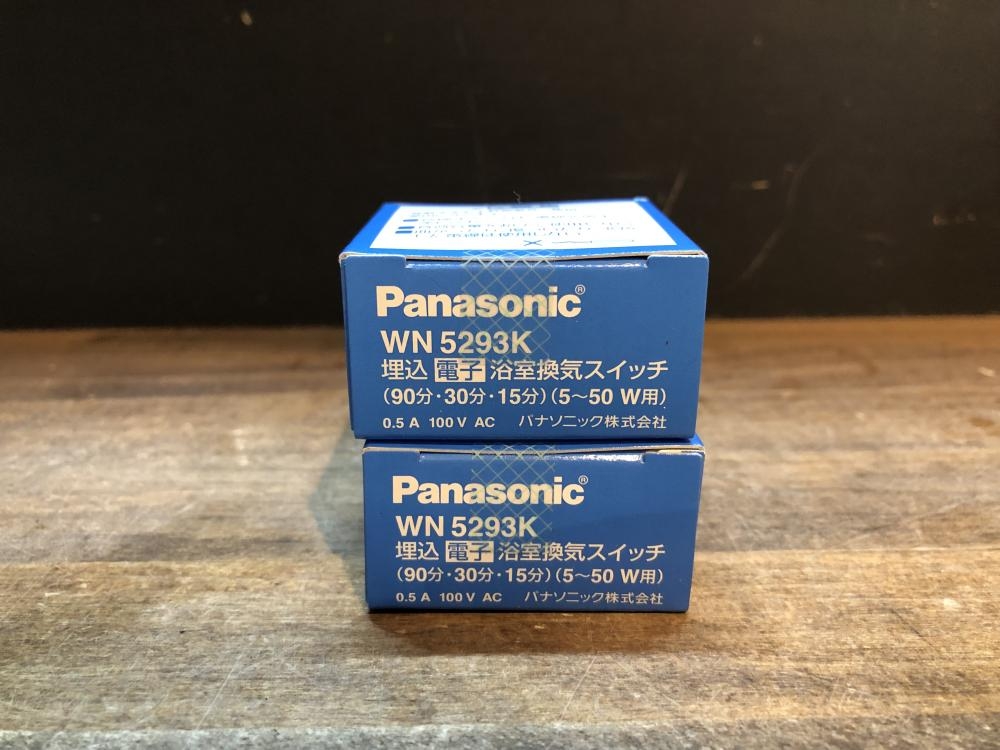 Panasonic®
WN 5293K
埋込 電子 浴室換気スイッチ
(90分・30分・15分)(5〜50 W用)
0.5 A 100 V AC パナソニック株式会社
Panasonic®
WN 5293K
埋込 電子 浴室換気スイッチ
(90分・30分・15分)(5〜50 W用)
0.5 A 100 V AC パナソニック株式会社